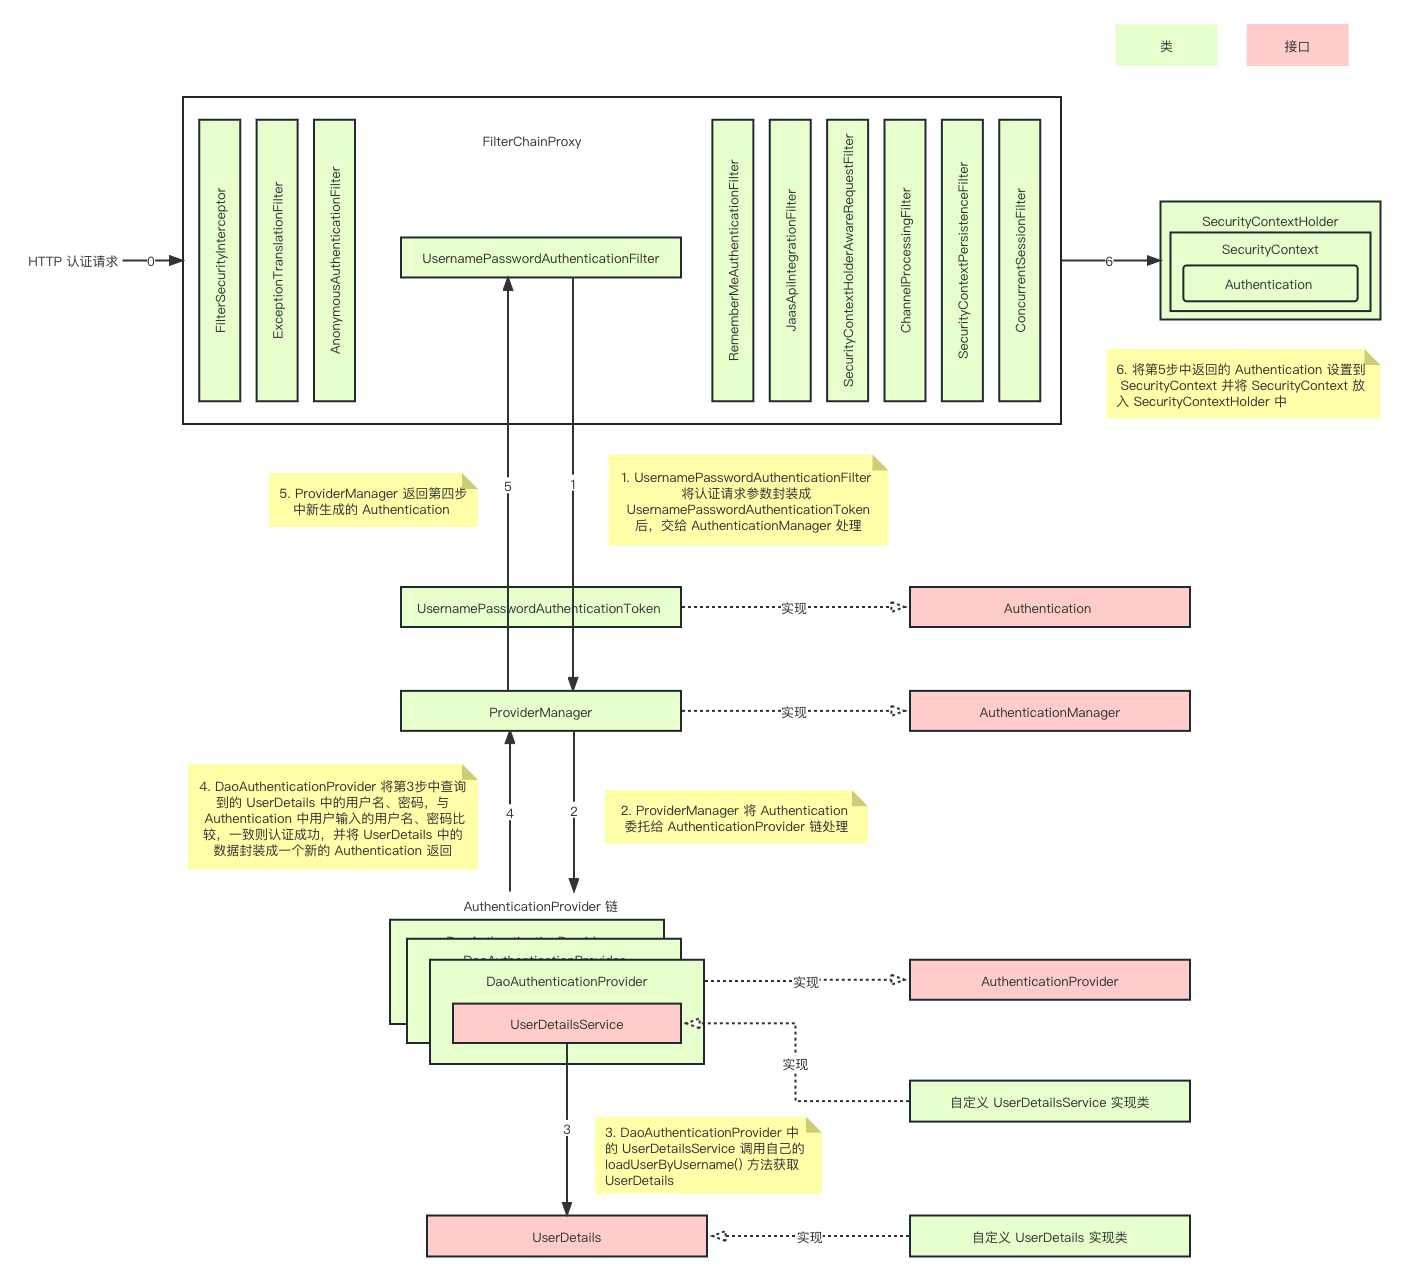 类
接口
FilterChainProxy
FilterSecurityInterceptor
ExceptionTranslationFilter
AnonymousAuthenticationFilter
UsernamePasswordAuthenticationFilter
RememberMeAuthenticationFilter
JaasApiIntegrationFilter
SecurityContextHolderAwareRequestFilter
ChannelProcessingFilter
SecurityContextPersistenceFilter
ConcurrentSessionFilter
HTTP 认证请求
0
6
SecurityContextHolder
SecurityContext
Authentication
6. 将第5步中返回的 Authentication 设置到
SecurityContext 并将 SecurityContext 放
入 SecurityContextHolder 中
5. ProviderManager 返回第四步
中新生成的 Authentication
5
1
1. UsernamePasswordAuthenticationFilter
将认证请求参数封装成
UsernamePasswordAuthenticationToken
后，交给 AuthenticationManager 处理
UsernamePasswordAuthenticationToken
实现
Authentication
ProviderManager
实现
AuthenticationManager
4. DaoAuthenticationProvider 将第3步中查询
到的 UserDetails 中的用户名、密码，与
Authentication 中用户输入的用户名、密码比
较，一致则认证成功，并将 UserDetails 中的
数据封装成一个新的 Authentication 返回
4
2
2. ProviderManager 将 Authentication
委托给 AuthenticationProvider 链处理
AuthenticationProvider 链
DaoAuthenticationProvider
DaoAuthenticationProvider
DaoAuthenticationProvider
实现
AuthenticationProvider
UserDetailsService
实现
自定义 UserDetailsService 实现类
3
3. DaoAuthenticationProvider 中
的 UserDetailsService 调用自己的
loadUserByUsername() 方法获取
UserDetails
UserDetails
实现
自定义 UserDetails 实现类